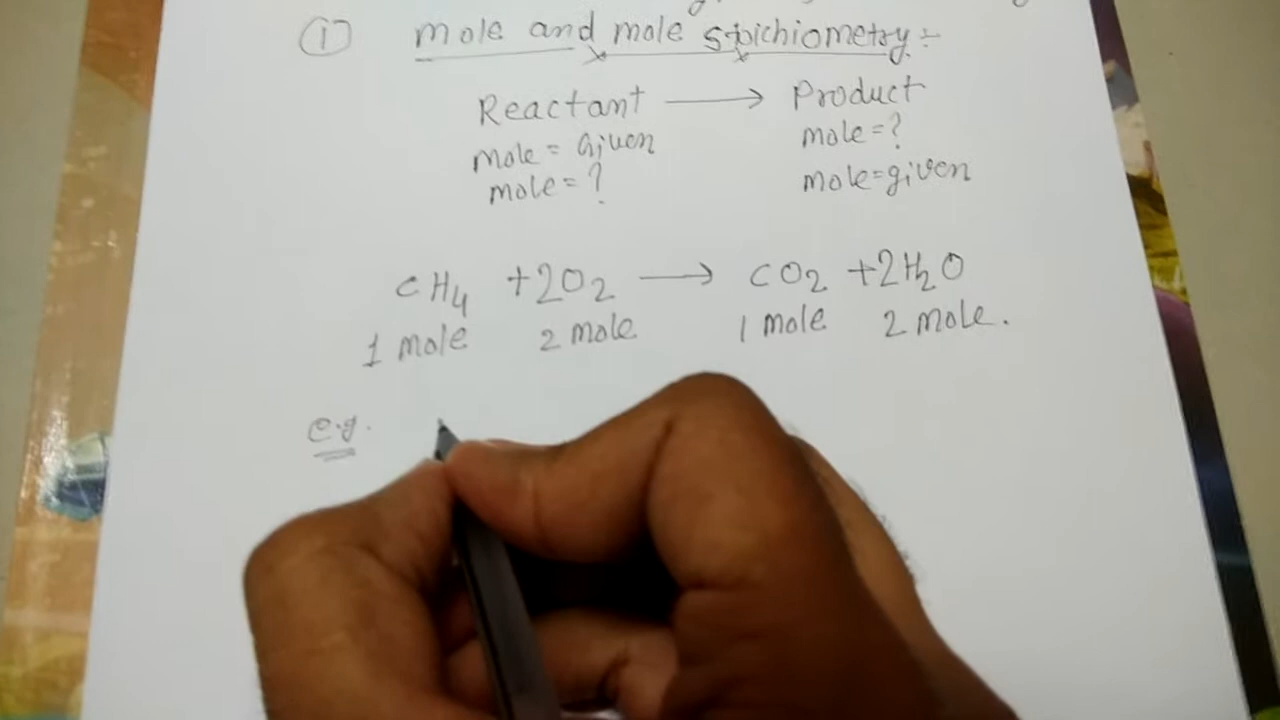 ① mole and mole stoichiometry :-
Reactant → Product
mole = Given mole = ?
mole = ? mole = given
CH4 + 2O2 → CO2 + 2H2O
1 mole 2 mole 1 mole 2 mole.
e.g.